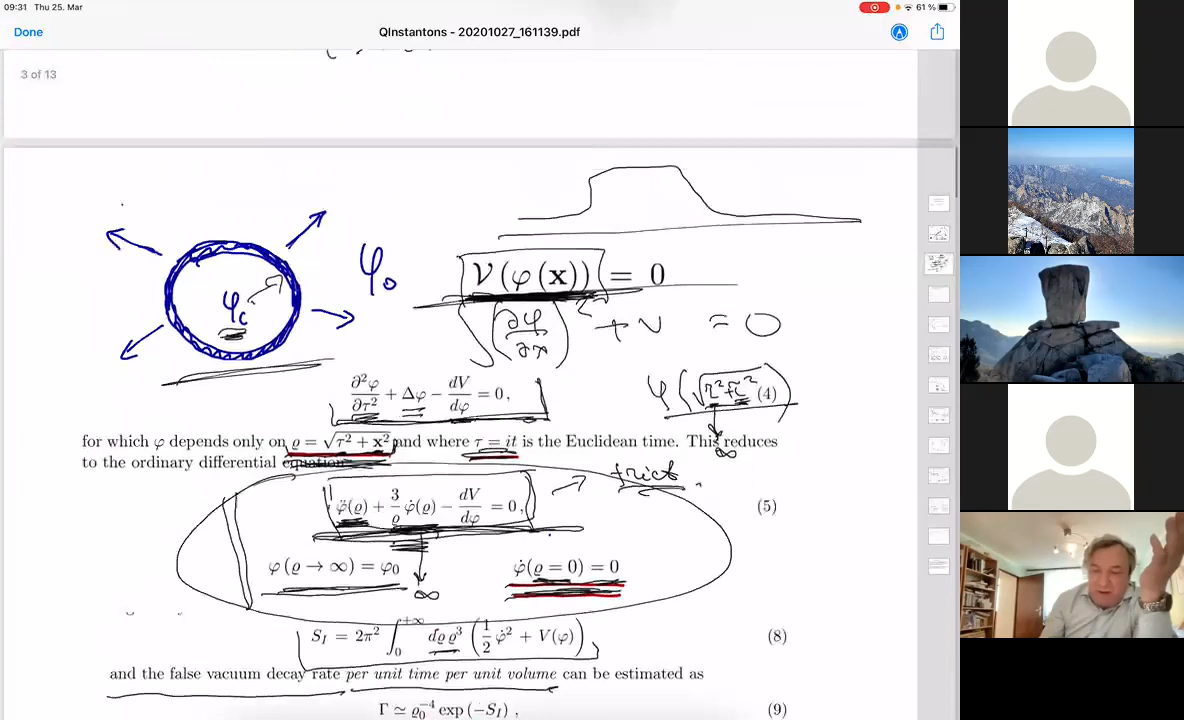 09:31 Thu 25. Mar
61 %
Done
QInstantons - 20201027_161139.pdf
3 of 13
φ₀
φc
V(φ(x)) = 0
√(∂φ/∂x)² + V = 0
∂²φ/∂τ² + Δφ − dV/dφ = 0,
φ(√τ²+x²)
(4)
for which φ depends only on ϱ = √τ² + x² and where τ = it is the Euclidean time. This reduces
∞
to the ordinary differential equation
frict.
φ̈(ϱ) + 3/ϱ φ̇(ϱ) − dV/dφ = 0,
(5)
φ(ϱ → ∞) = φ₀
φ̇(ϱ = 0) = 0
∞
S_I = 2π² ∫₀^{+∞} dϱ ϱ³ (1/2 φ̇² + V(φ))
(8)
and the false vacuum decay rate per unit time per unit volume can be estimated as
Γ ≃ ϱ₀⁻⁴ exp(−S_I) ,
(9)